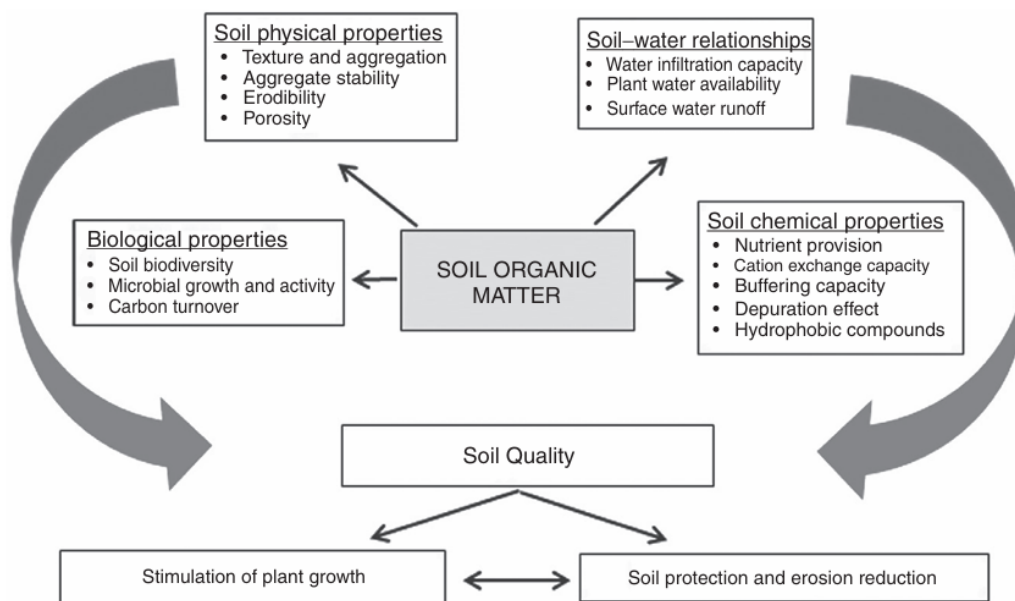 Soil physical properties
• Texture and aggregation
• Aggregate stability
• Erodibility
• Porosity
Soil–water relationships
• Water infiltration capacity
• Plant water availability
• Surface water runoff
Biological properties
• Soil biodiversity
• Microbial growth and activity
• Carbon turnover
SOIL ORGANIC
MATTER
Soil chemical properties
• Nutrient provision
• Cation exchange capacity
• Buffering capacity
• Depuration effect
• Hydrophobic compounds
Soil Quality
Stimulation of plant growth
Soil protection and erosion reduction